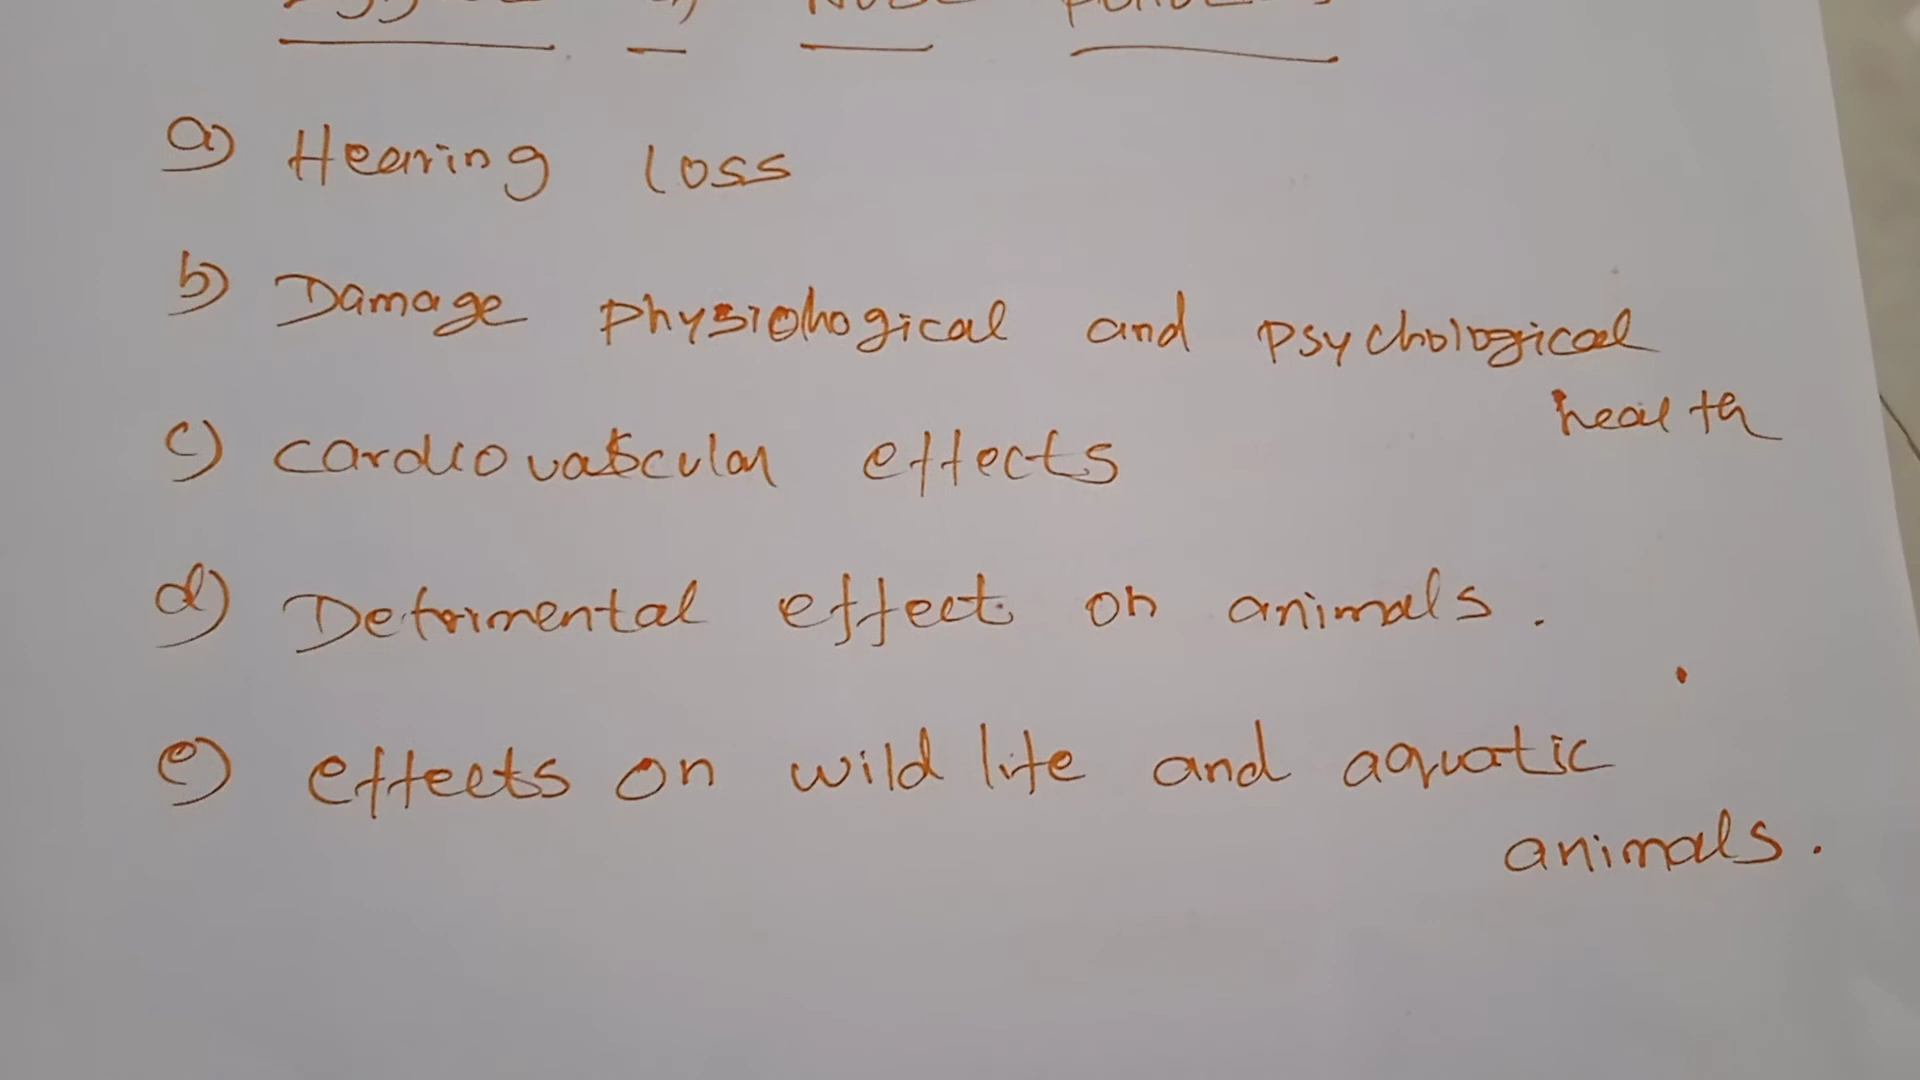 a) Hearing loss
b) Damage physiological and psychological
health
c) cardiovascular effects
d) Detrimental effect on animals.
e) effects on wild life and aquatic
animals.